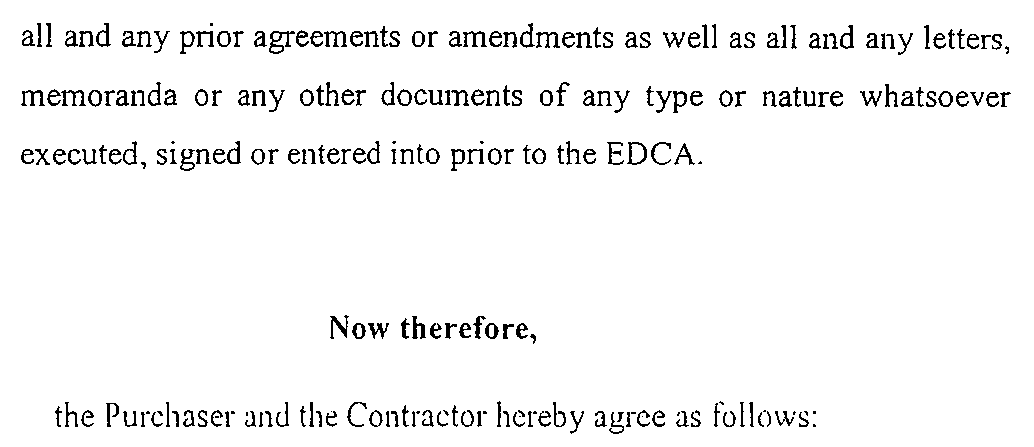 all and any prior agreements or amendments as well as all and any letters,
memoranda or any other documents of any type or nature whatsoever
executed, signed or entered into prior to the EDCA.
Now therefore,
the Purchaser and the Contractor hereby agree as follows: